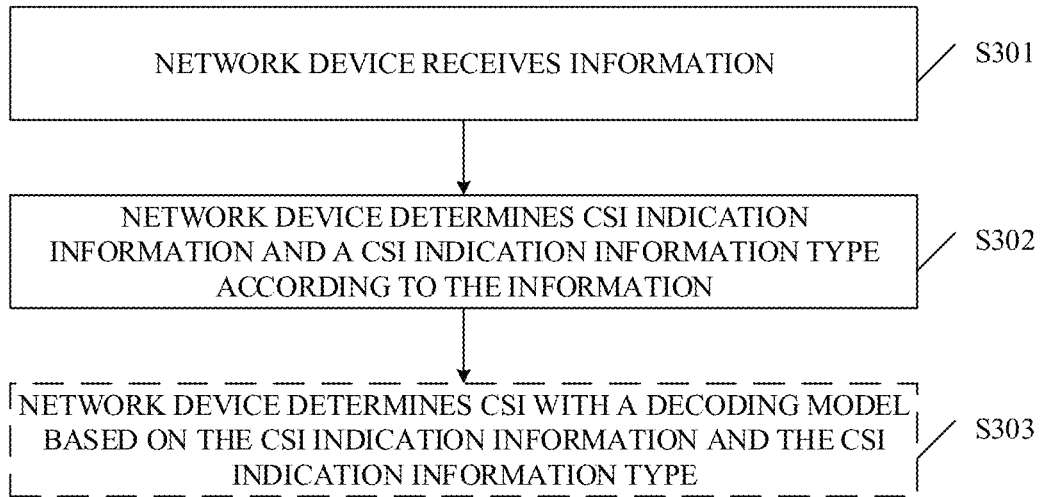 NETWORK DEVICE RECEIVES INFORMATION
S301
NETWORK DEVICE DETERMINES CSI INDICATION
INFORMATION AND A CSI INDICATION INFORMATION TYPE
ACCORDING TO THE INFORMATION
S302
NETWORK DEVICE DETERMINES CSI WITH A DECODING MODEL
BASED ON THE CSI INDICATION INFORMATION AND THE CSI
INDICATION INFORMATION TYPE
S303